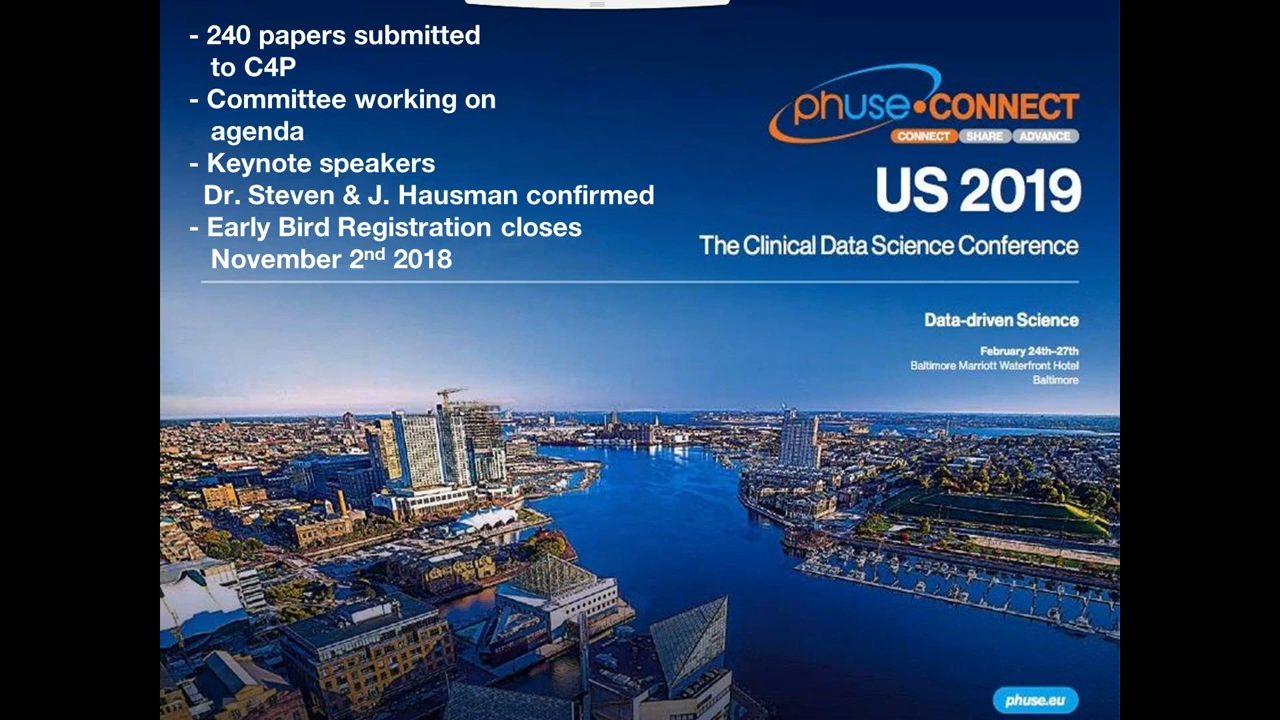 - 240 papers submitted
to C4P
- Committee working on
agenda
- Keynote speakers
Dr. Steven & J. Hausman confirmed
- Early Bird Registration closes
November 2nd 2018
phuse•CONNECT
CONNECT SHARE ADVANCE
US 2019
The Clinical Data Science Conference
Data-driven Science
February 24th–27th
Baltimore Marriott Waterfront Hotel
Baltimore
phuse.eu